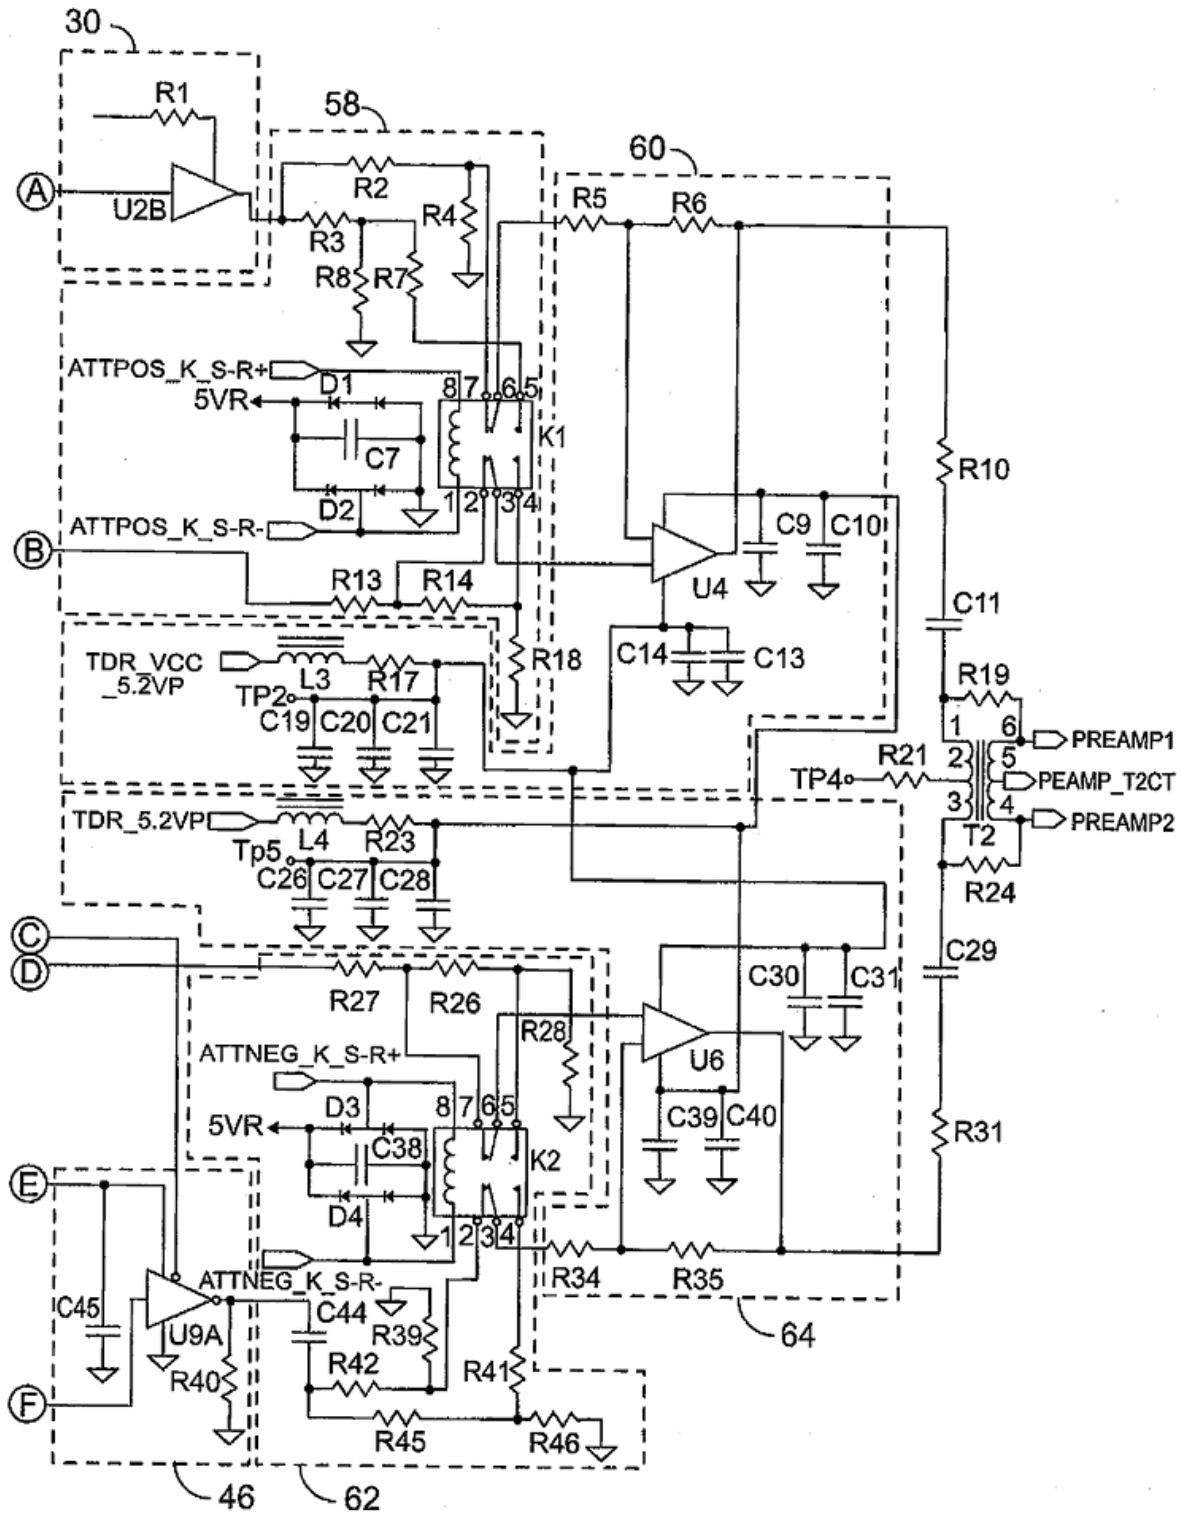 30
R1
58
60
A
U2B
R2
R4
R3
R8
R7
R5
R6
ATTPOS_K_S-R+
D1
5VR
C7
D2
ATTPOS_K_S-R-
8
7
6
5
K1
1
2
3
4
R10
C9
C10
U4
B
R13
R14
R18
C14
C13
C11
TDR_VCC
_5.2VP
L3
R17
TP2
C19
C20
C21
R19
1
6
PREAMP1
2
5
R21
TP4
PEAMP_T2CT
3
4
PREAMP2
T2
R24
TDR_5.2VP
L4
R23
Tp5
C26
C27
C28
C
D
R27
R26
R28
C30
C31
C29
ATTNEG_K_S-R+
U6
D3
5VR
C38
D4
8
7
6
5
K2
1
2
3
4
C39
C40
R31
E
ATTNEG_K_S-R-
R34
R35
C45
U9A
C44
R39
64
R40
R42
R41
F
R45
R46
46
62
64